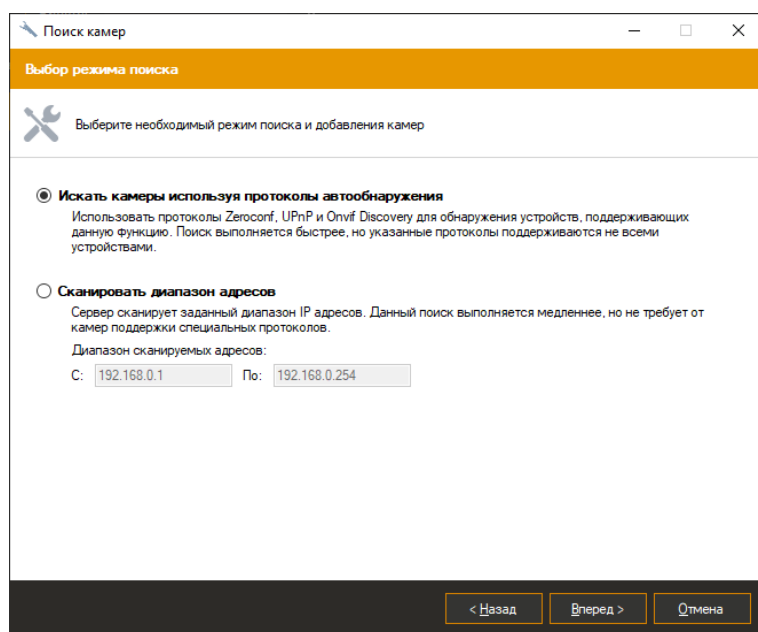 Поиск камер
Выбор режима поиска
Выберите необходимый режим поиска и добавления камер
Искать камеры используя протоколы автообнаружения
Использовать протоколы Zeroconf, UPnP и Onvif Discovery для обнаружения устройств, поддерживающих
данную функцию. Поиск выполняется быстрее, но указанные протоколы поддерживаются не всеми
устройствами.
Сканировать диапазон адресов
Сервер сканирует заданный диапазон IP адресов. Данный поиск выполняется медленнее, но не требует от
камер поддержки специальных протоколов.
Диапазон сканируемых адресов:
С: 192.168.0.1 По: 192.168.0.254
< Назад Вперед > Отмена